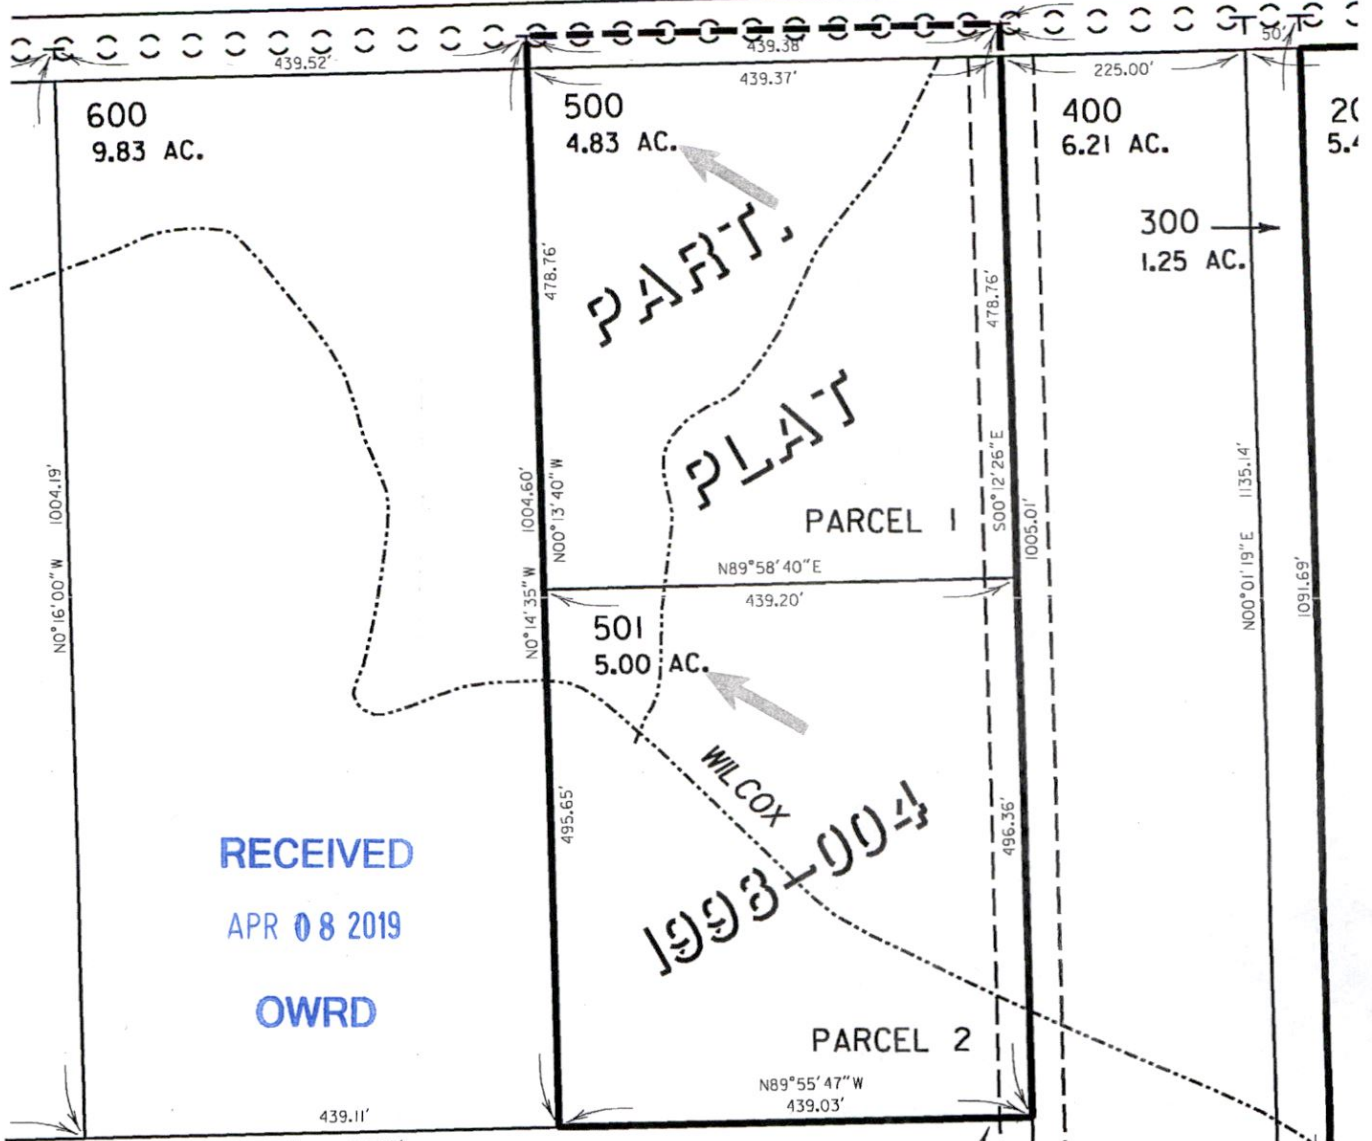 439.52'
439.38'
50'
439.37'
225.00'
600
9.83 AC.
500
4.83 AC.
400
6.21 AC.
300
1.25 AC.
PART.
PLAT
478.76'
478.76'
N0°16'00" W 1004.19'
N0°14'35" W 1004.60'
N00°13'40" W
S00°12'26" E
1005.01'
N00°01'19" E 1135.14'
1091.69'
PARCEL 1
N89°58'40" E
439.20'
501
5.00 AC.
WILCOX
1998-004
495.65'
496.36'
RECEIVED
APR 08 2019
OWRD
PARCEL 2
N89°55'47" W
439.03'
439.11'